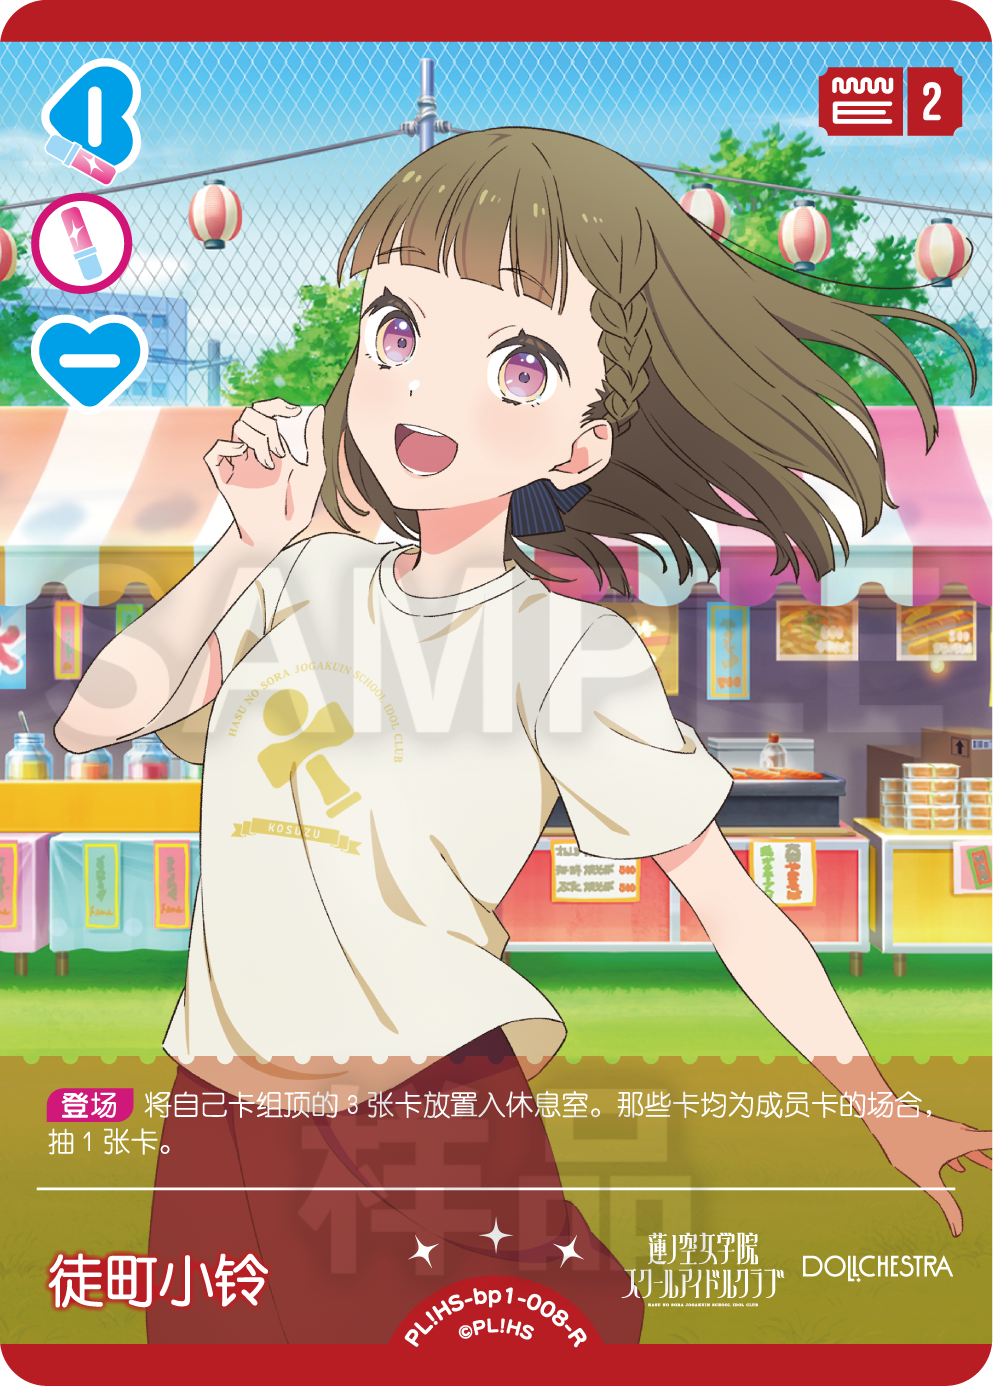 2
HASU NO SORA JOGAKUIN SCHOOL IDOL CLUB
KOSUZU
SAMPLE
登场 将自己卡组顶的 3 张卡放置入休息室。那些卡均为成员卡的场合，
抽 1 张卡。
样品
徒町小铃
蓮ノ空女学院
スクールアイドルクラブ
HASU NO SORA JOGAKUIN SCHOOL IDOL CLUB
DOLLCHESTRA
PL!HS-bp1-008-R
©PL!HS